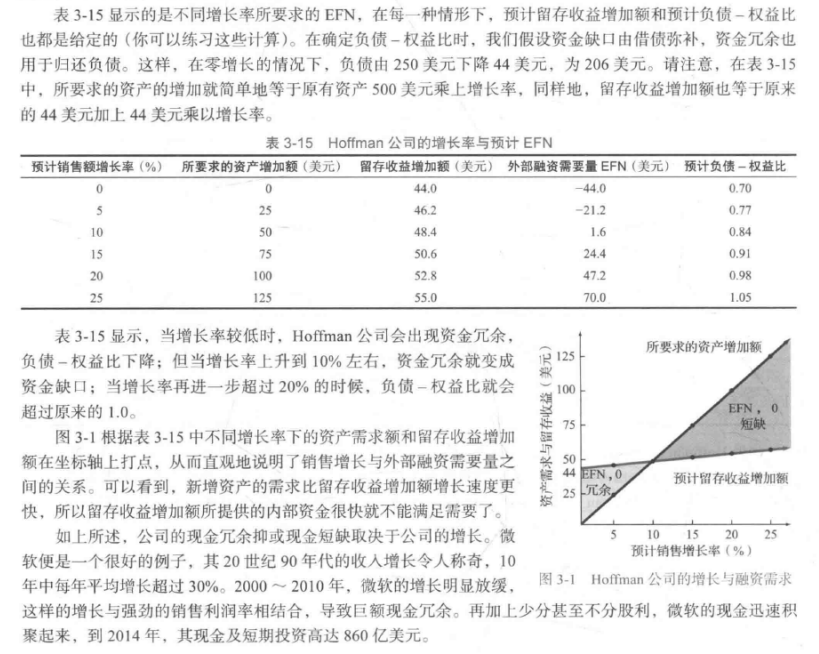 表 3-15 显示的是不同增长率所要求的 EFN，在每一种情形下，预计留存收益增加额和预计负债 – 权益比
也都是给定的（你可以练习这些计算）。在确定负债 – 权益比时，我们假设资金缺口由借债弥补，资金冗余也
用于归还负债。这样，在零增长的情况下，负债由 250 美元下降 44 美元，为 206 美元。请注意，在表 3-15
中，所要求的资产的增加就简单地等于原有资产 500 美元乘上增长率，同样地，留存收益增加额也等于原来
的 44 美元加上 44 美元乘以增长率。
表 3-15 Hoffman 公司的增长率与预计 EFN
预计销售额增长率（%） 所要求的资产增加额（美元） 留存收益增加额（美元） 外部融资需要量 EFN（美元） 预计负债 – 权益比
0 0 44.0 −44.0 0.70
5 25 46.2 −21.2 0.77
10 50 48.4 1.6 0.84
15 75 50.6 24.4 0.91
20 100 52.8 47.2 0.98
25 125 55.0 70.0 1.05
表 3-15 显示，当增长率较低时，Hoffman 公司会出现资金冗余，
负债 – 权益比下降；但当增长率上升到 10% 左右，资金冗余就变成
资金缺口；当增长率再进一步超过 20% 的时候，负债 – 权益比就会
超过原来的 1.0。
图 3-1 根据表 3-15 中不同增长率下的资产需求额和留存收益增加
额在坐标轴上打点，从而直观地说明了销售增长与外部融资需要量之
间的关系。可以看到，新增资产的需求比留存收益增加额增长速度更
快，所以留存收益增加额所提供的内部资金很快就不能满足需要了。
如上所述，公司的现金冗余抑或现金短缺取决于公司的增长。微
软便是一个很好的例子，其 20 世纪 90 年代的收入增长令人称奇，10
年中每年平均增长超过 30%。2000 ～ 2010 年，微软的增长明显放缓，
这样的增长与强劲的销售利润率相结合，导致巨额现金冗余。再加上少分甚至不分股利，微软的现金迅速积
聚起来，到 2014 年，其现金及短期投资高达 860 亿美元。
资产需求与留存收益（美元）
125
100
75
50
44
25
所要求的资产增加额
EFN，0
短缺
EFN,0
冗余
预计留存收益增加额
5 10 15 20 25
预计销售增长率（%）
图 3-1 Hoffman 公司的增长与融资需求